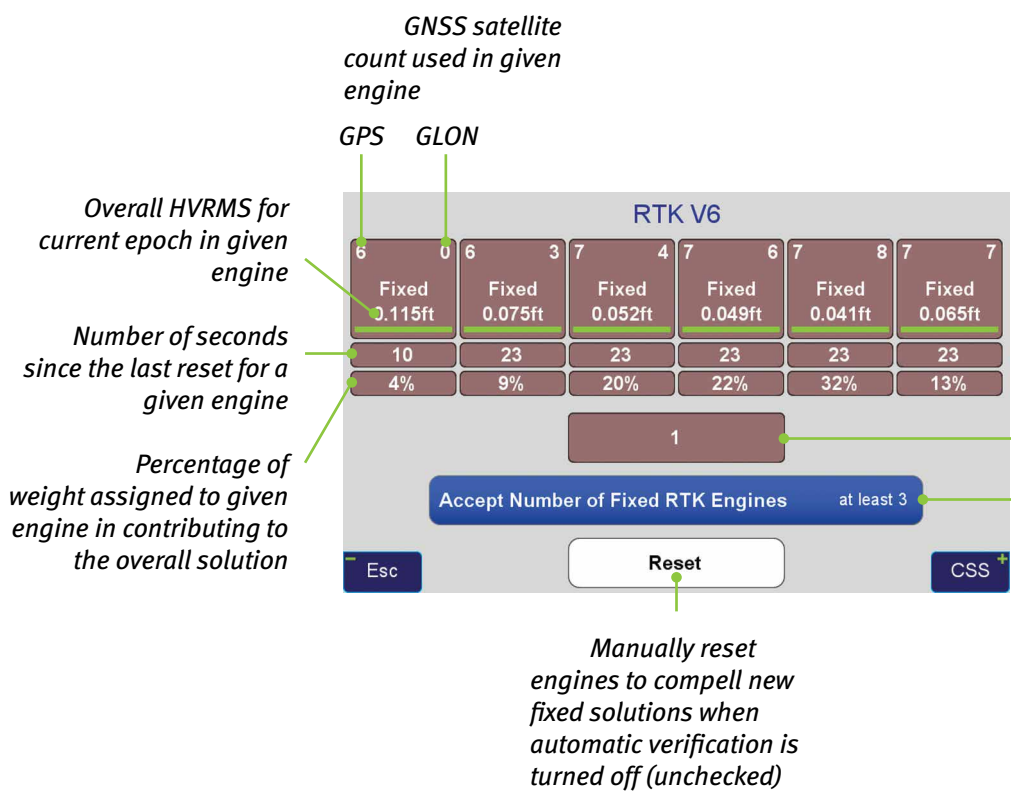 GNSS satellite
count used in given
engine
GPS GLON
Overall HVRMS for
current epoch in given
engine
Number of seconds
since the last reset for a
given engine
Percentage of
weight assigned to given
engine in contributing to
the overall solution
RTK V6
6 0 6 3 7 4 7 6 7 8 7 7
Fixed Fixed Fixed Fixed Fixed Fixed
0.115ft 0.075ft 0.052ft 0.049ft 0.041ft 0.065ft
10 23 23 23 23 23
4% 9% 20% 22% 32% 13%
1
Accept Number of Fixed RTK Engines at least 3
- Esc Reset CSS +
Manually reset
engines to compell new
fixed solutions when
automatic verification is
turned off (unchecked)